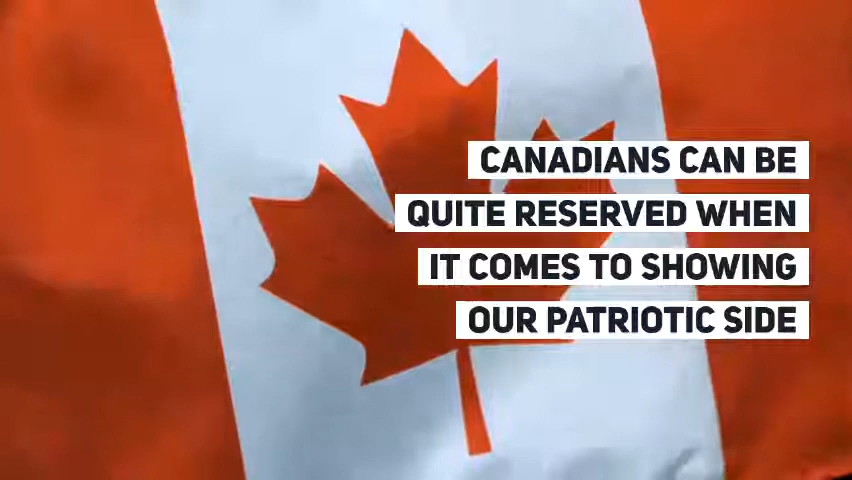 CANADIANS CAN BE
QUITE RESERVED WHEN
IT COMES TO SHOWING
OUR PATRIOTIC SIDE